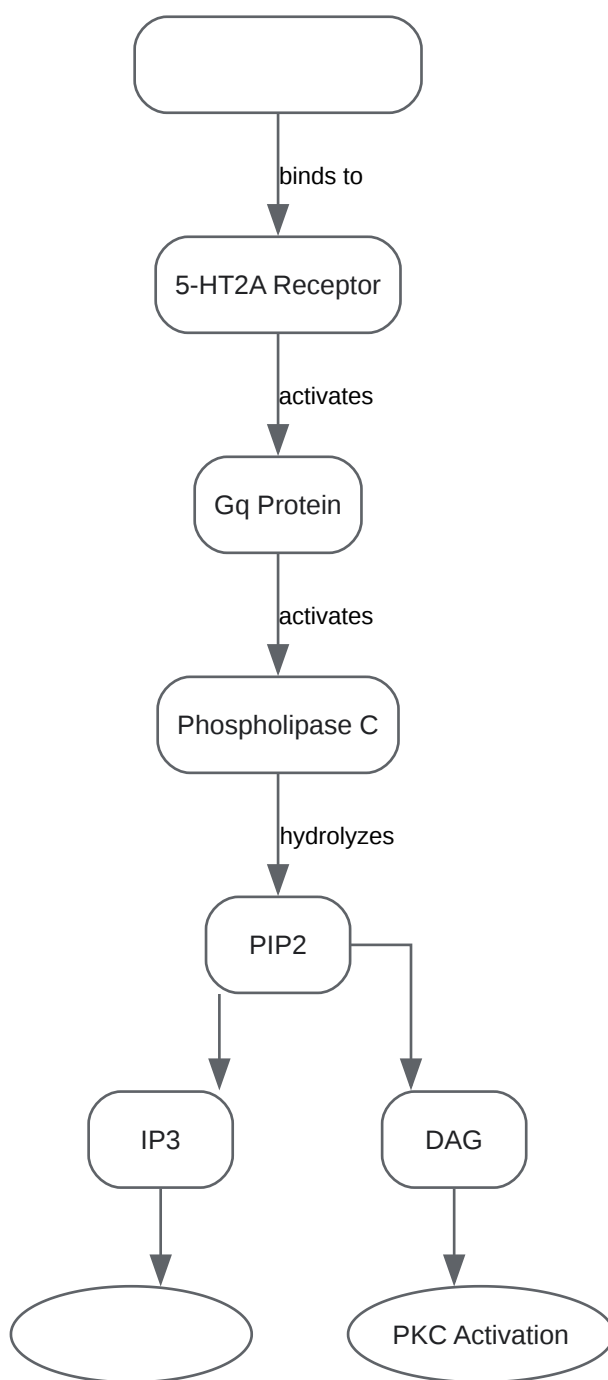 binds to
5-HT2A Receptor
activates
Gq Protein
activates
Phospholipase C
hydrolyzes
PIP2
IP3
DAG
PKC Activation